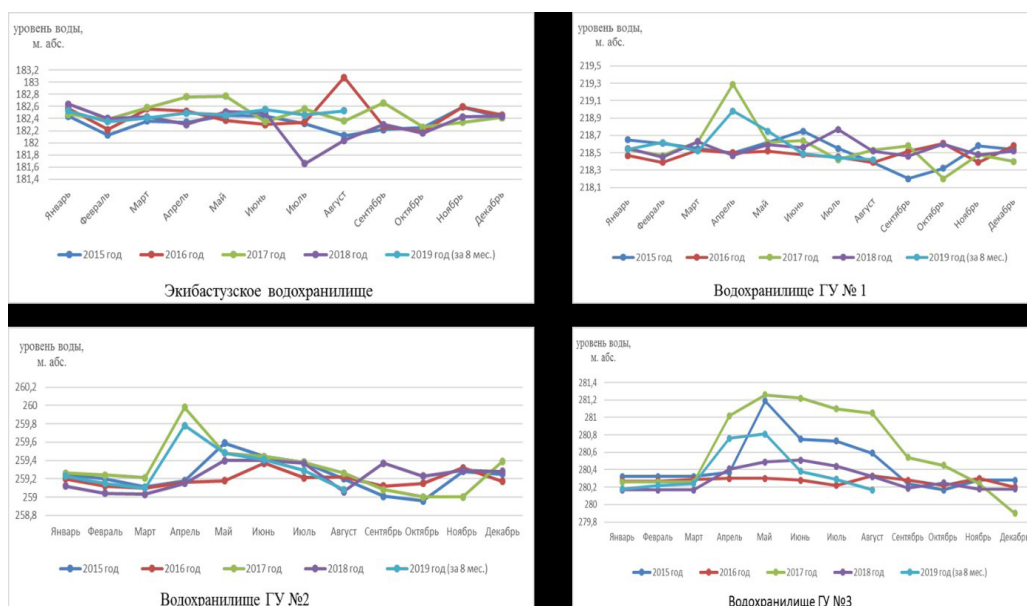 уровень воды,
м. абс.
183,2
183
182,8
182,6
182,4
182,2
182
181,8
181,6
181,4
Январь Февраль Март Апрель Май Июнь Июль Август Сентябрь Октябрь Ноябрь Декабрь
2015 год 2016 год 2017 год 2018 год 2019 год (за 8 мес.)
Экибастузское водохранилище
уровень воды,
м. абс.
219,5
219,3
219,1
218,9
218,7
218,5
218,3
218,1
Январь Февраль Март Апрель Май Июнь Июль Август Сентябрь Октябрь Ноябрь Декабрь
2015 год 2016 год 2017 год 2018 год 2019 год (за 8 мес.)
Водохранилище ГУ № 1
уровень воды,
м. абс.
260,2
260
259,8
259,6
259,4
259,2
259
258,8
Январь Февраль Март Апрель Май Июнь Июль Август Сентябрь Октябрь Ноябрь Декабрь
2015 год 2016 год 2017 год 2018 год 2019 год (за 8 мес.)
Водохранилище ГУ №2
уровень воды,
м. абс.
281,4
281,2
281
280,8
280,6
280,4
280,2
280
279,8
Январь Февраль Март Апрель Май Июнь Июль Август Сентябрь Октябрь Ноябрь Декабрь
2015 год 2016 год 2017 год 2018 год 2019 год (за 8 мес.)
Водохранилище ГУ №3